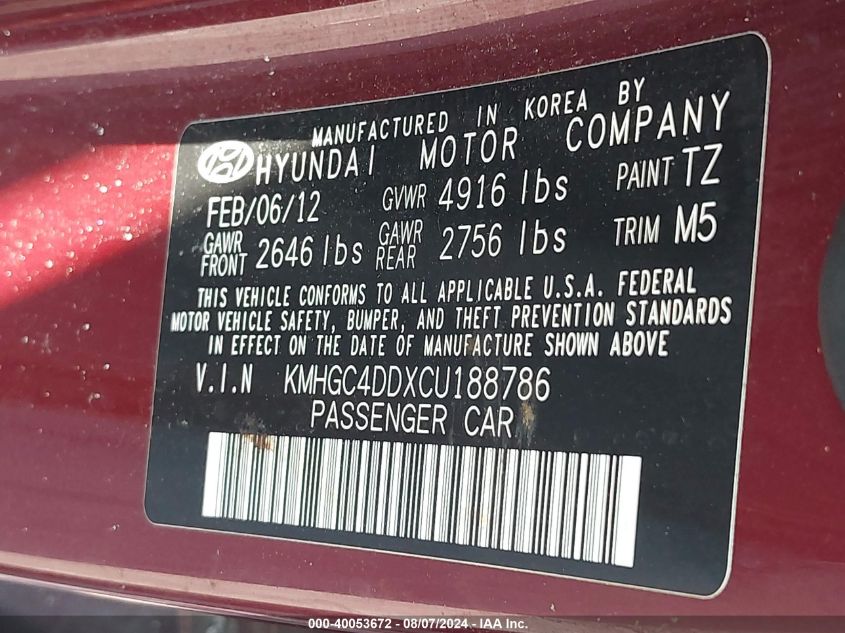 MANUFACTURED IN KOREA BY
HYUNDAI MOTOR COMPANY
FEB/06/12 GVWR 4916 lbs PAINT TZ
GAWR FRONT 2646 lbs GAWR REAR 2756 lbs TRIM M5
THIS VEHICLE CONFORMS TO ALL APPLICABLE U.S.A. FEDERAL
MOTOR VEHICLE SAFETY, BUMPER, AND THEFT PREVENTION STANDARDS
IN EFFECT ON THE DATE OF MANUFACTURE SHOWN ABOVE
V.I.N KMHGC4DDXCU188786
PASSENGER CAR
000-40053672 - 08/07/2024 - IAA Inc.